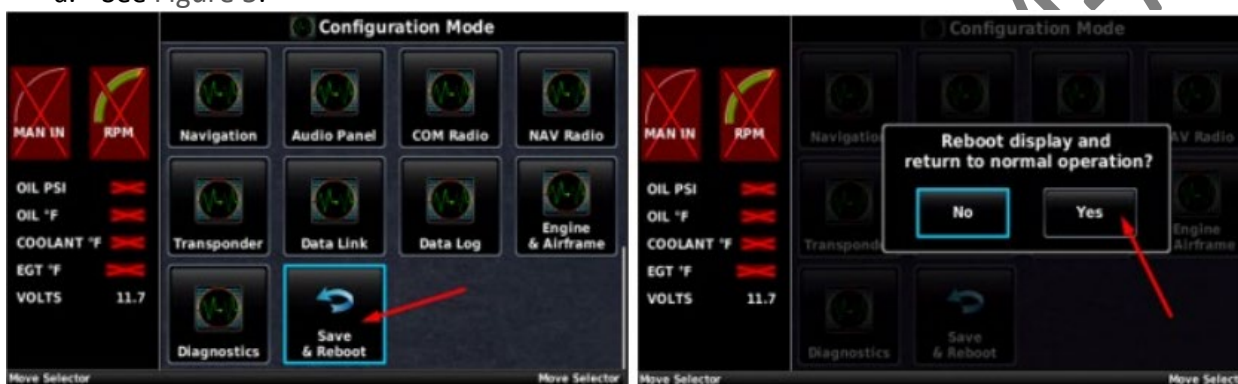 a. See Figure 5.
Configuration Mode
MAN IN RPM
Navigation Audio Panel COM Radio NAV Radio
OIL PSI
OIL °F
COOLANT °F
EGT °F
VOLTS 11.7
Transponder Data Link Data Log Engine
& Airframe
Diagnostics Save
& Reboot
Move Selector Move Selector
Configuration Mode
MAN IN RPM
Navigation AV Radio
Reboot display and
return to normal operation?
No Yes
OIL PSI
OIL °F
COOLANT °F
EGT °F
VOLTS 11.7
Transpond Engine
Airframe
Diagnostics Save
& Reboot
Move Selector Move Select